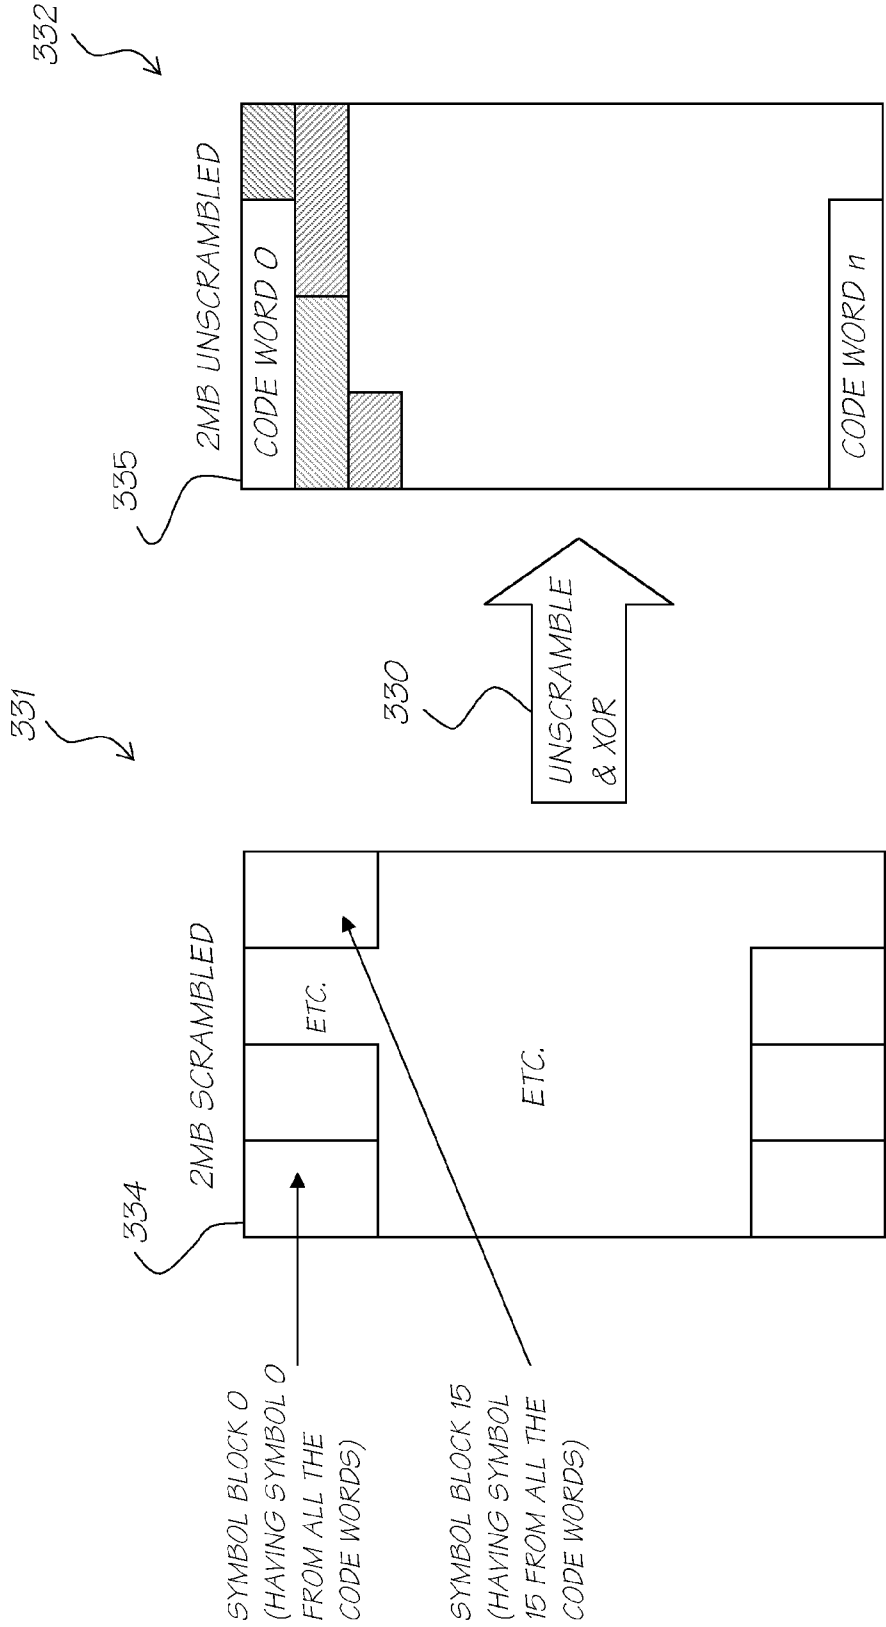 331
332
334
2MB SCRAMBLED
SYMBOL BLOCK 0
(HAVING SYMBOL 0
FROM ALL THE
CODE WORDS)
ETC.
SYMBOL BLOCK 15
(HAVING SYMBOL
15 FROM ALL THE
CODE WORDS)
ETC.
330
UNSCRAMBLE
& XOR
335
2MB UNSCRAMBLED
CODE WORD 0
CODE WORD n